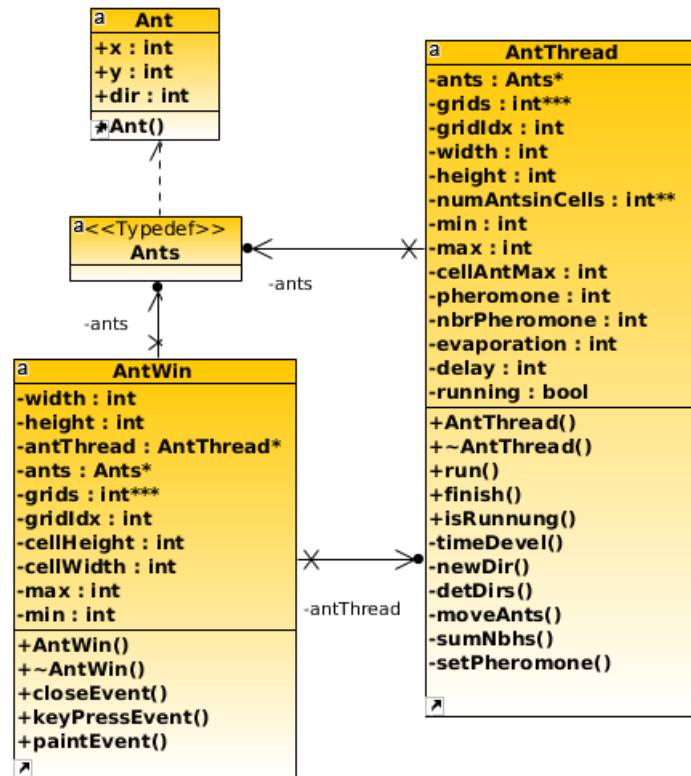 a Ant
+x : int
+y : int
+dir : int
+Ant()
a <<Typedef>>
Ants
-ants
-ants
a
AntWin
-width : int
-height : int
-antThread : AntThread*
-ants : Ants*
-grids : int***
-gridIdx : int
-cellHeight : int
-cellWidth : int
-max : int
-min : int
+AntWin()
+~AntWin()
+closeEvent()
+keyPressEvent()
+paintEvent()
-antThread
a
AntThread
-ants : Ants*
-grids : int***
-gridIdx : int
-width : int
-height : int
-numAntsinCells : int**
-min : int
-max : int
-cellAntMax : int
-pheromone : int
-nbrPheromone : int
-evaporation : int
-delay : int
-running : bool
+AntThread()
+~AntThread()
+run()
+finish()
+isRunnung()
-timeDevel()
-newDir()
-detDirs()
-moveAnts()
-sumNbhs()
-setPheromone()